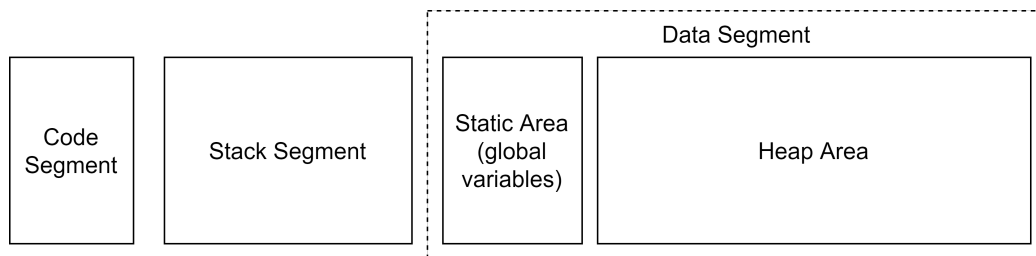 Data Segment
Code
Segment
Stack Segment
Static Area
(global
variables)
Heap Area